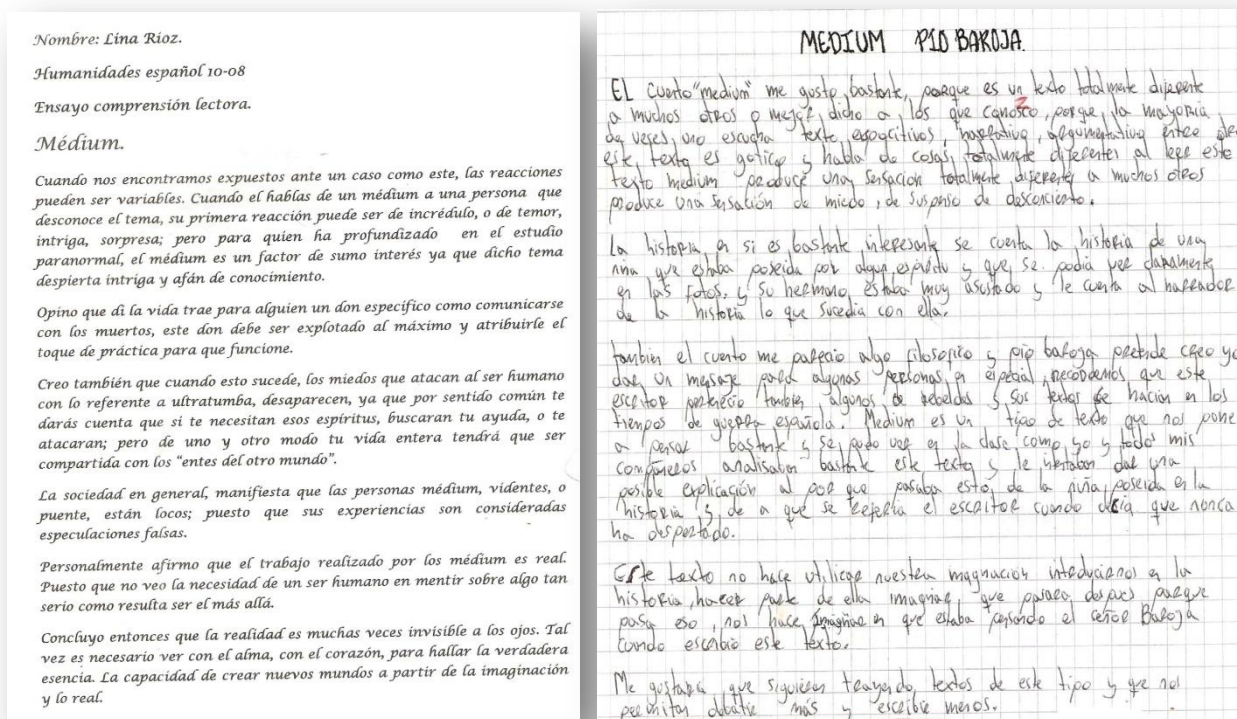 Nombre: Lina Rioz.
Humanidades español 10-08
Ensayo comprensión lectora.
Médium.
Cuando nos encontramos expuestos ante un caso como este, las reacciones
pueden ser variables. Cuando el hablas de un médium a una persona que
desconoce el tema, su primera reacción puede ser de incrédulo, o de temor,
intriga, sorpresa; pero para quien ha profundizado en el estudio
paranormal, el médium es un factor de sumo interés ya que dicho tema
despierta intriga y afán de conocimiento.
Opino que di la vida trae para alguien un don específico como comunicarse
con los muertos, este don debe ser explotado al máximo y atribuirle el
toque de práctica para que funcione.
Creo también que cuando esto sucede, los miedos que atacan al ser humano
con lo referente a ultratumba, desaparecen, ya que por sentido común te
darás cuenta que si te necesitan esos espíritus, buscaran tu ayuda, o te
atacaran; pero de uno y otro modo tu vida entera tendrá que ser
compartida con los "entes del otro mundo".
La sociedad en general, manifiesta que las personas médium, videntes, o
puente, están locos; puesto que sus experiencias son consideradas
especulaciones falsas.
Personalmente afirmo que el trabajo realizado por los médium es real.
Puesto que no veo la necesidad de un ser humano en mentir sobre algo tan
serio como resulta ser el más allá.
Concluyo entonces que la realidad es muchas veces invisible a los ojos. Tal
vez es necesario ver con el alma, con el corazón, para hallar la verdadera
esencia. La capacidad de crear nuevos mundos a partir de la imaginación
y lo real.
MEDIUM PIO BAROJA.
EL cuento "medium" me gusto bastante, porque es un texto totalmente diferente
a muchos otros o mejor dicho a los que conosco, porque la mayoria
de veses uno escucha texto expocitivos, narrativo, argumentativo entre
este texto es gotico y habla de cosas totalmente diferentes al leer este
texto medium produce una sensacion totalmente diferente a muchos otros
produce una sensación de miedo, de suspenso de desconcierto.
La historia en si es bastante interesante se cuenta la historia de una
niña que estaba poseida por algun espiritu y que se podia ver claramente
en las fotos, y su hermano estaba muy asustado y le cuenta al narrador
de la historia lo que sucedia con ella.
tambien el cuento me parecio algo filosofico y pio baroja pretende creo yo
dar un mensaje para algunas personas en especial, recordemos que este
escritor pertenecio tambien algunos de rebeldas y sus textos se hacian en los
tiempos de guerra española. Medium es un tipo de texto que nos pone
a pensar bastante y se pudo ver en la clase como yo y todos mis
compañeros analisabon bastante este texto y le intentabon dar una
posible explicación al por que pasaba esto, de la niña poseida en la
historia y de a que se referia el escritor cuando decia que nonca
ha despertado.
Este texto no hace utilicar nuestra imagnación introducirnos en la
historia, hacer parte de ella imaginar que pasara despues porque
pasa eso, nos hace imaginar en que estaba pensando el señor Baroja
cuando escribio este texto.
Me gustaria que siguieran trayendo textos de este tipo y que nos
permitan debatir más y escribir menos.